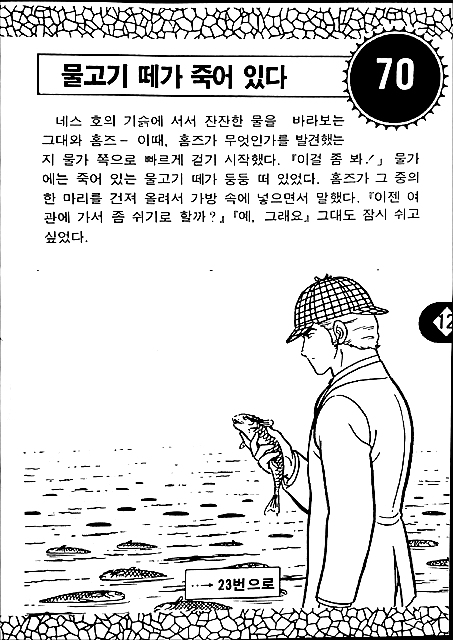 물고기 떼가 죽어 있다
70
네스 호의 기슭에 서서 잔잔한 물을 바라보는
그대와 홈즈 – 이때, 홈즈가 무엇인가를 발견했는
지 물가 쪽으로 빠르게 걷기 시작했다. 『이걸 좀 봐!』 물가
에는 죽어 있는 물고기 떼가 둥둥 떠 있었다. 홈즈가 그 중의
한 마리를 건져 올려서 가방 속에 넣으면서 말했다. 『이젠 여
관에 가서 좀 쉬기로 할까?』『예, 그래요』 그대도 잠시 쉬고
싶었다.
12
→ 23번으로